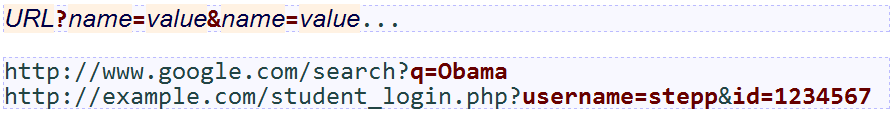 URL?name=value&name=value...
http://www.google.com/search?q=Obama
http://example.com/student_login.php?username=stepp&id=1234567